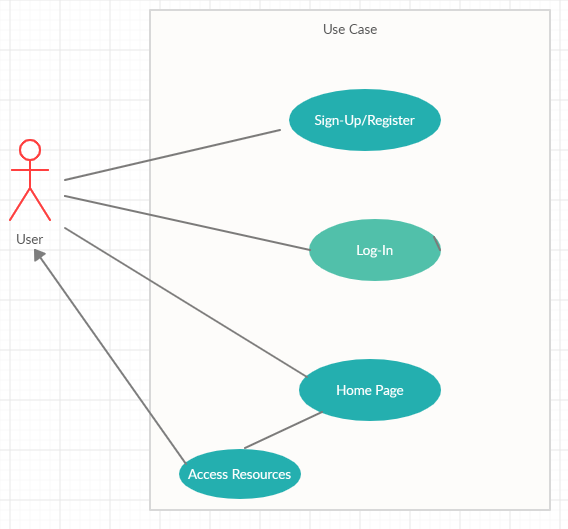 Use Case
Sign-Up/Register
User
Log-In
Home Page
Access Resources